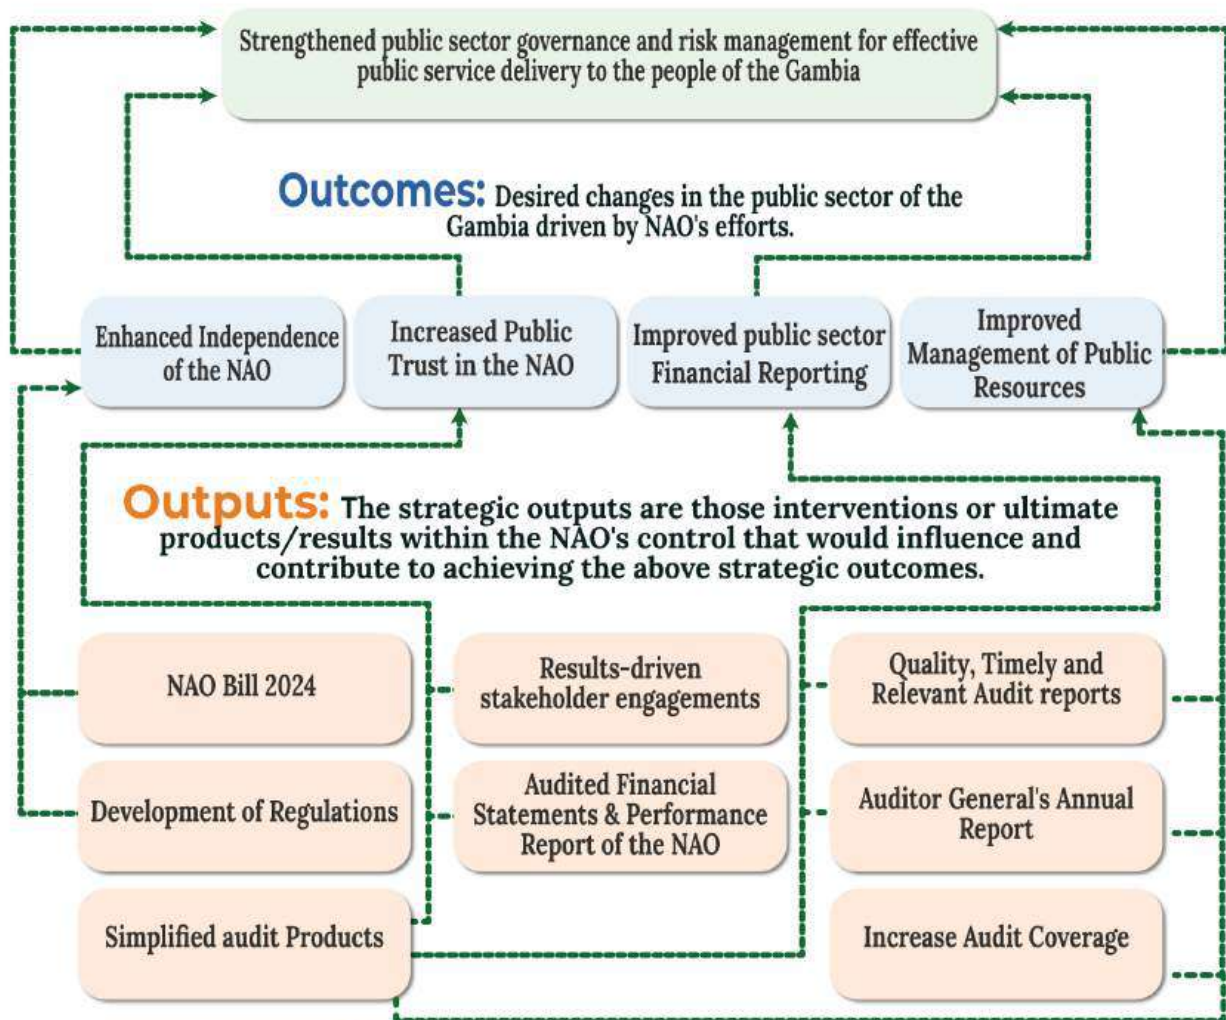 Strengthened public sector governance and risk management for effective
public service delivery to the people of the Gambia
Outcomes: Desired changes in the public sector of the
Gambia driven by NAO's efforts.
Enhanced Independence
of the NAO
Increased Public
Trust in the NAO
Improved public sector
Financial Reporting
Improved
Management of Public
Resources
Outputs: The strategic outputs are those interventions or ultimate
products/results within the NAO's control that would influence and
contribute to achieving the above strategic outcomes.
NAO Bill 2024
Results-driven
stakeholder engagements
Quality, Timely and
Relevant Audit reports
Development of Regulations
Audited Financial
Statements & Performance
Report of the NAO
Auditor General's Annual
Report
Simplified audit Products
Increase Audit Coverage